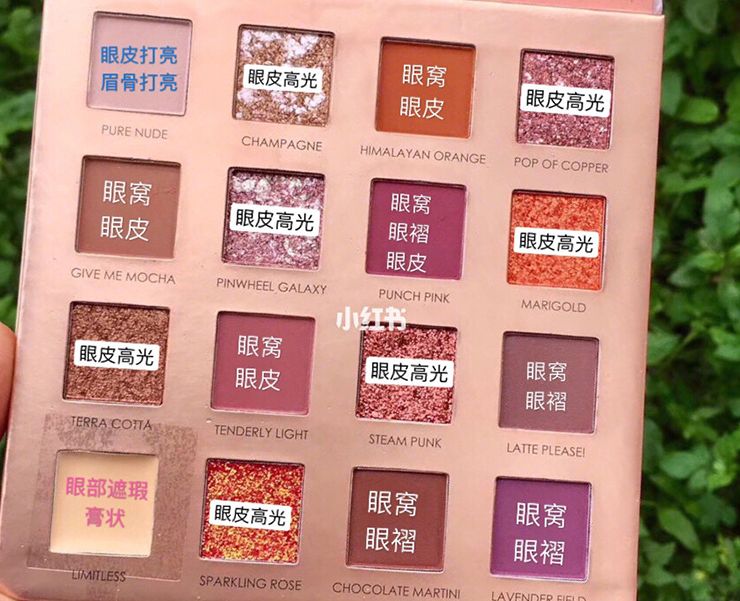 眼皮打亮
眉骨打亮
PURE NUDE
眼皮高光
CHAMPAGNE
眼窝
眼皮
HIMALAYAN ORANGE
眼皮高光
POP OF COPPER
眼窝
眼皮
GIVE ME MOCHA
眼皮高光
PINWHEEL GALAXY
眼窝
眼褶
眼皮
PUNCH PINK
眼皮高光
MARIGOLD
小红书
眼皮高光
TERRA COTTA
眼窝
眼皮
TENDERLY LIGHT
眼皮高光
STEAM PUNK
眼窝
眼褶
LATTE PLEASE!
眼部遮瑕
膏状
LIMITLESS
眼皮高光
SPARKLING ROSE
眼窝
眼褶
CHOCOLATE MARTINI
眼窝
眼褶
LAVENDER FIELD